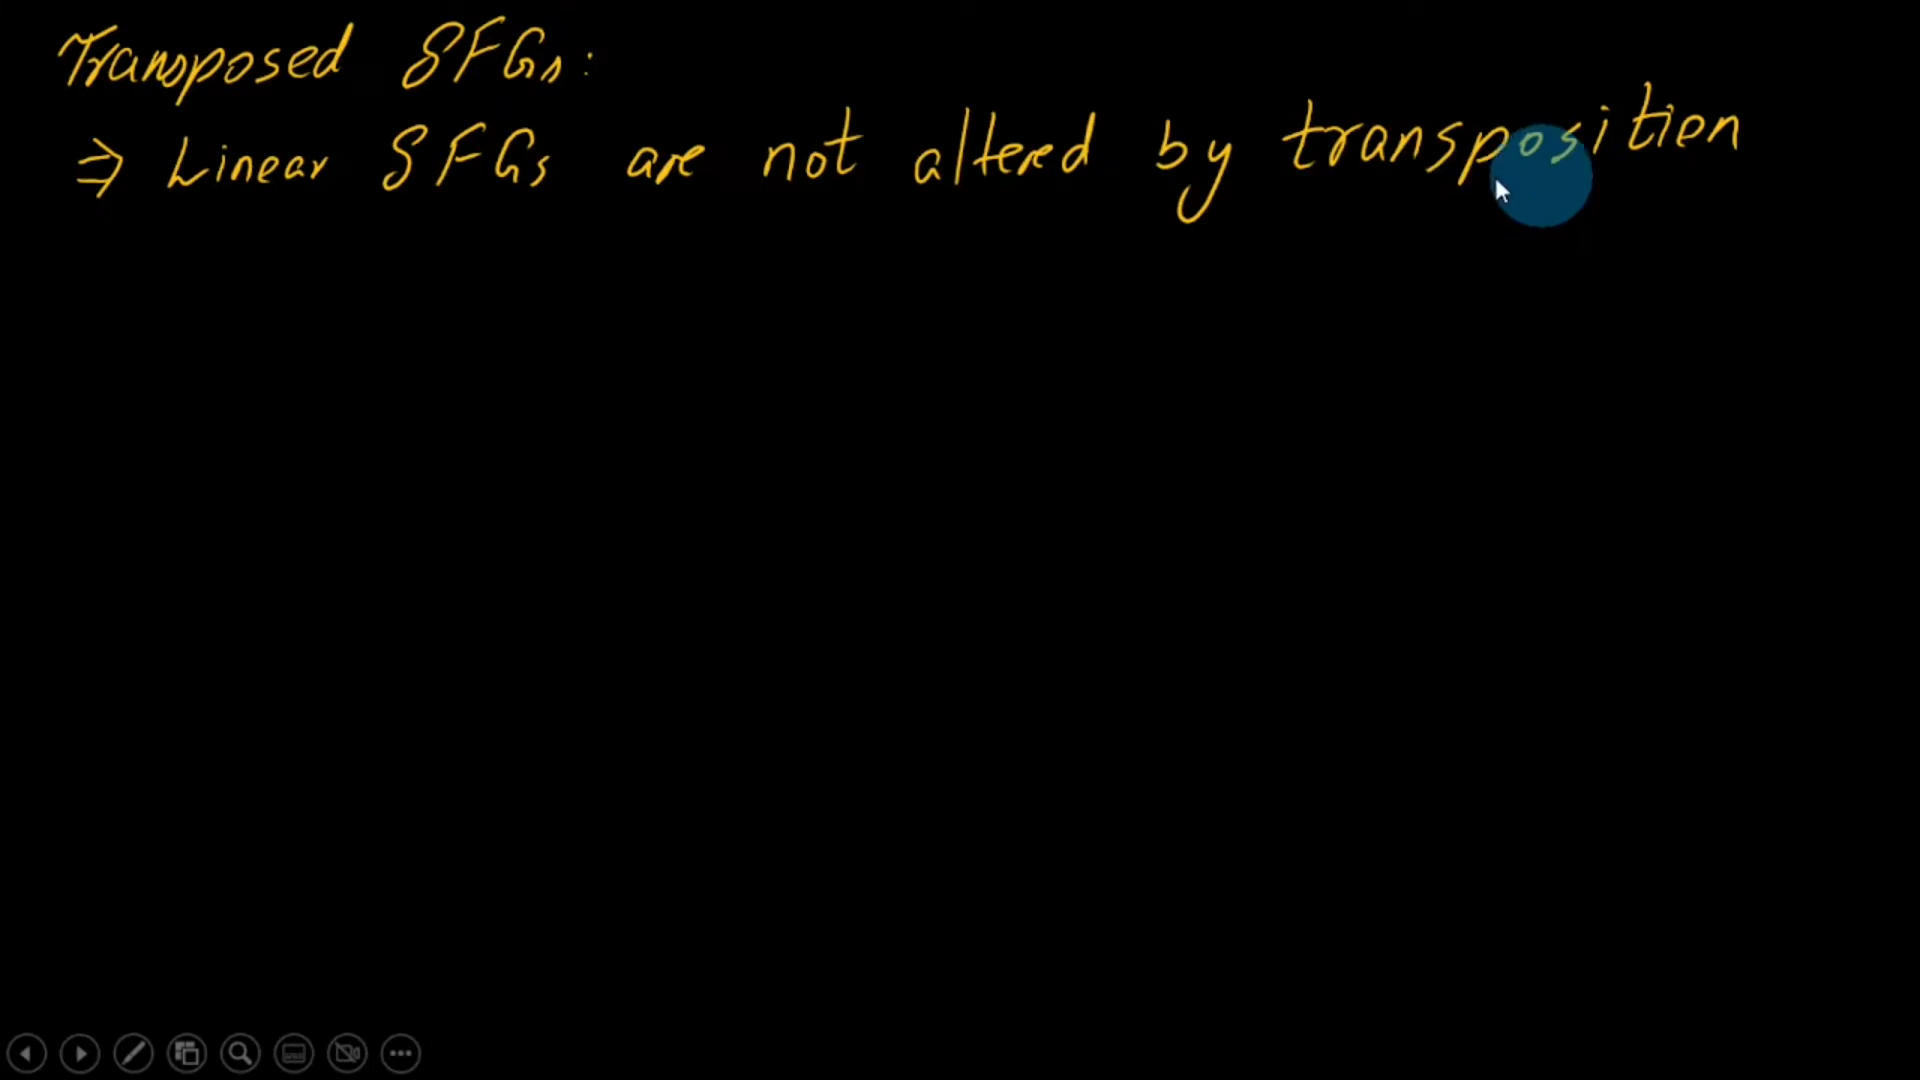 Transposed SFGs:
⇒ Linear SFGs are not altered by transposition